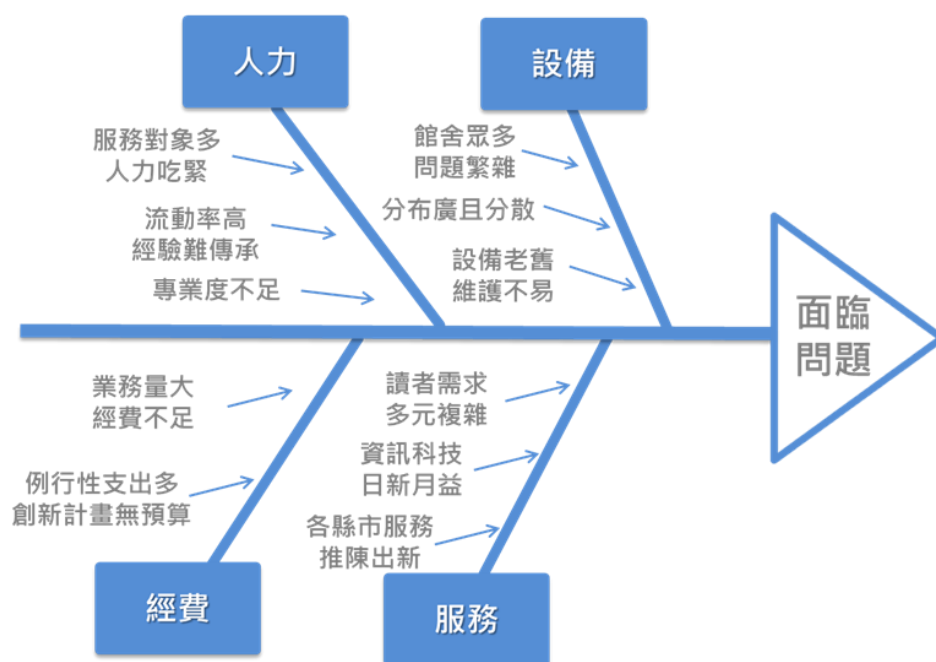 人力
服務對象多
人力吃緊
流動率高
經驗難傳承
專業度不足
設備
館舍眾多
問題繁雜
分布廣且分散
設備老舊
維護不易
面臨
問題
業務量大
經費不足
例行性支出多
創新計畫無預算
經費
讀者需求
多元複雜
資訊科技
日新月益
各縣市服務
推陳出新
服務